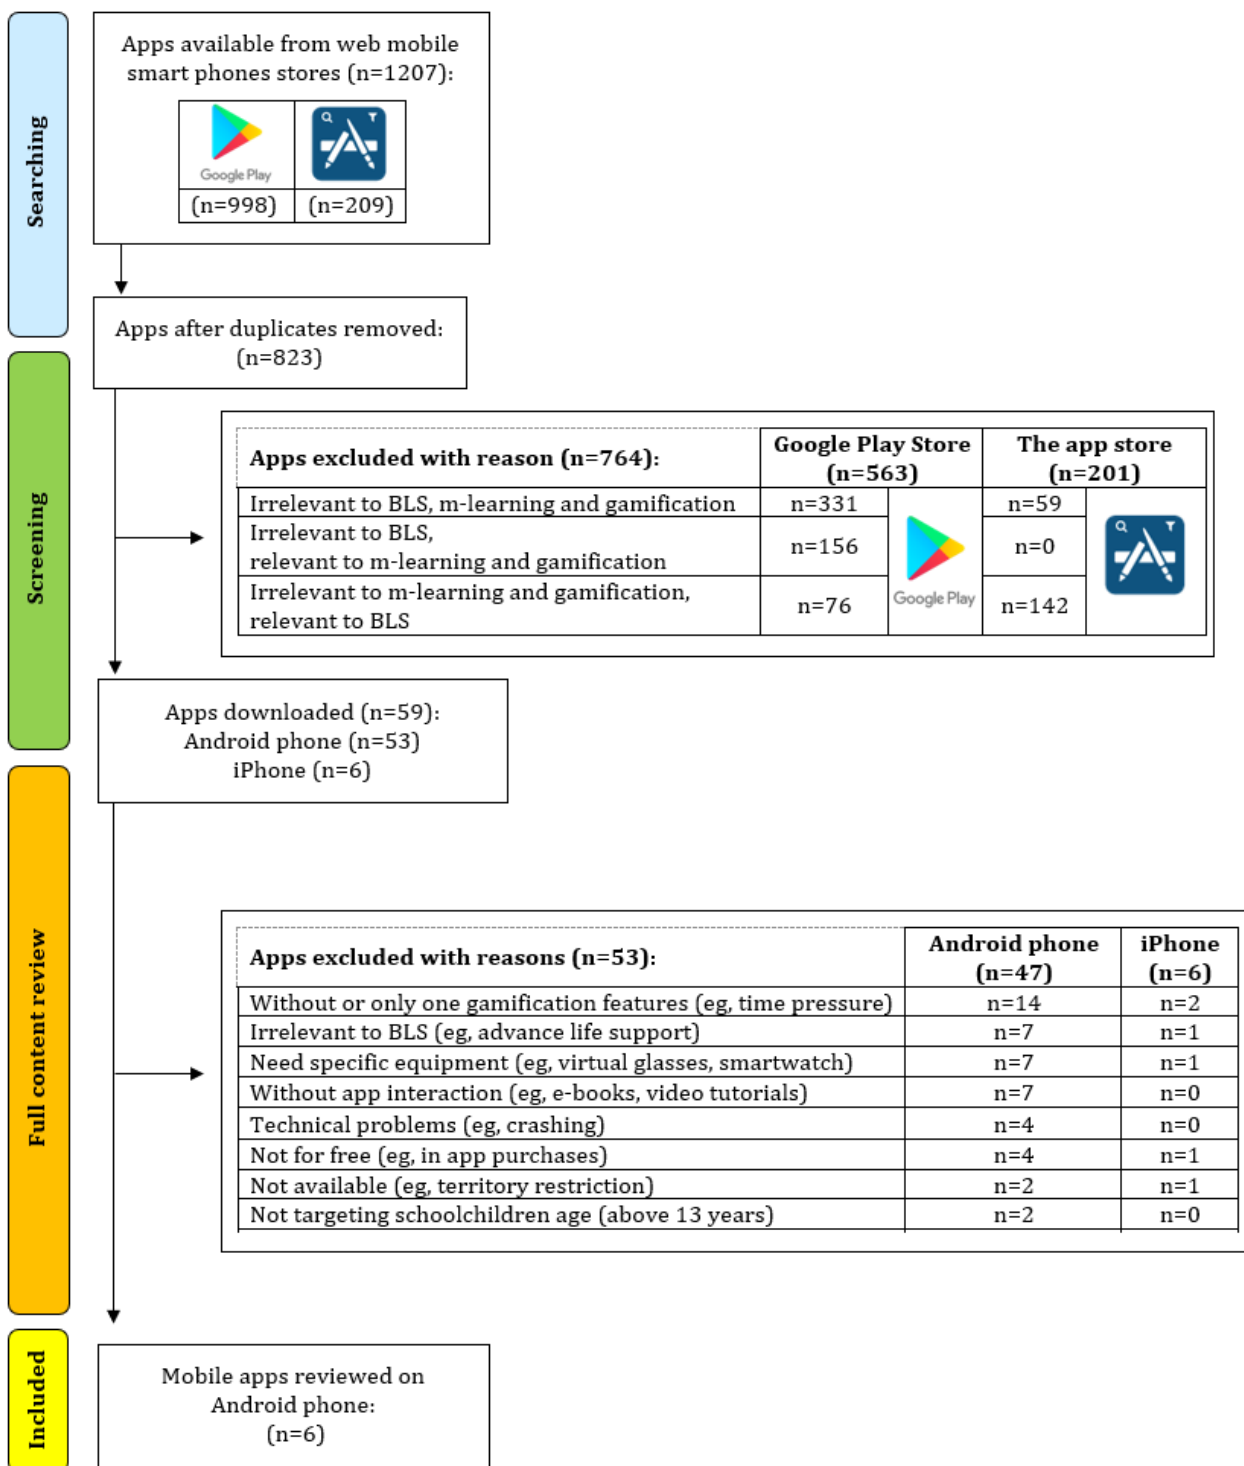 Searching
Apps available from web mobile
smart phones stores (n=1207):
Google Play
(n=998) (n=209)
Apps after duplicates removed:
(n=823)
Screening
Apps excluded with reason (n=764):
Google Play Store
(n=563)
The app store
(n=201)
Irrelevant to BLS, m-learning and gamification n=331 n=59
Irrelevant to BLS,
relevant to m-learning and gamification n=156 n=0
Irrelevant to m-learning and gamification,
relevant to BLS n=76 n=142
Google Play
Apps downloaded (n=59):
Android phone (n=53)
iPhone (n=6)
Full content review
Apps excluded with reasons (n=53):
Android phone
(n=47)
iPhone
(n=6)
Without or only one gamification features (eg, time pressure) n=14 n=2
Irrelevant to BLS (eg, advance life support) n=7 n=1
Need specific equipment (eg, virtual glasses, smartwatch) n=7 n=1
Without app interaction (eg, e-books, video tutorials) n=7 n=0
Technical problems (eg, crashing) n=4 n=0
Not for free (eg, in app purchases) n=4 n=1
Not available (eg, territory restriction) n=2 n=1
Not targeting schoolchildren age (above 13 years) n=2 n=0
Included
Mobile apps reviewed on
Android phone:
(n=6)